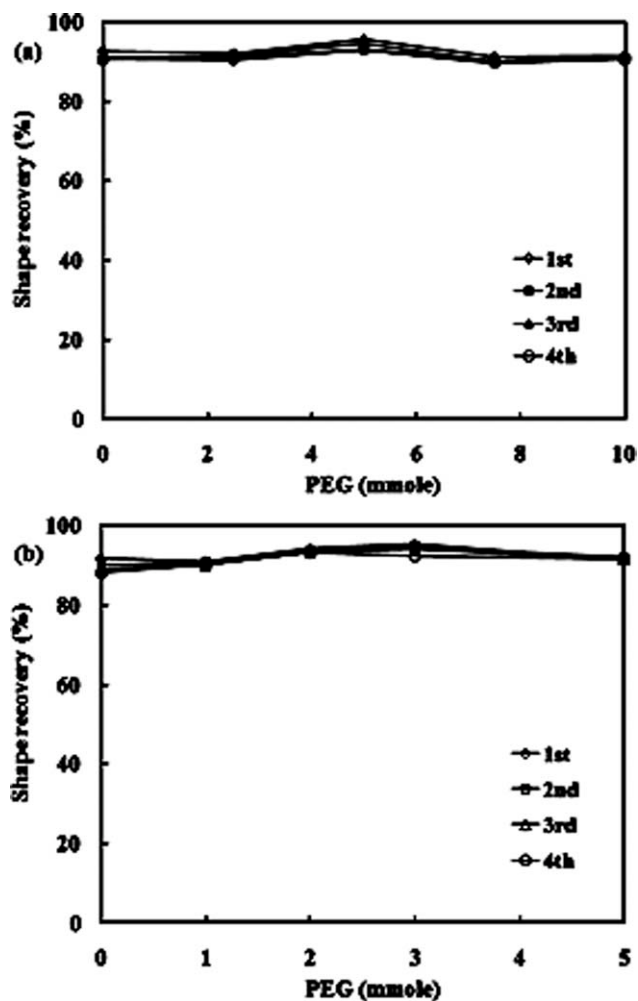 100
(a)
80
60
Shape recovery (%)
40
20
0
1st
2nd
3rd
4th
0 2 4 6 8 10
PEG (mmole)
100
(b)
80
60
Shape recovery (%)
40
20
0
1st
2nd
3rd
4th
0 1 2 3 4 5
PEG (mmole)